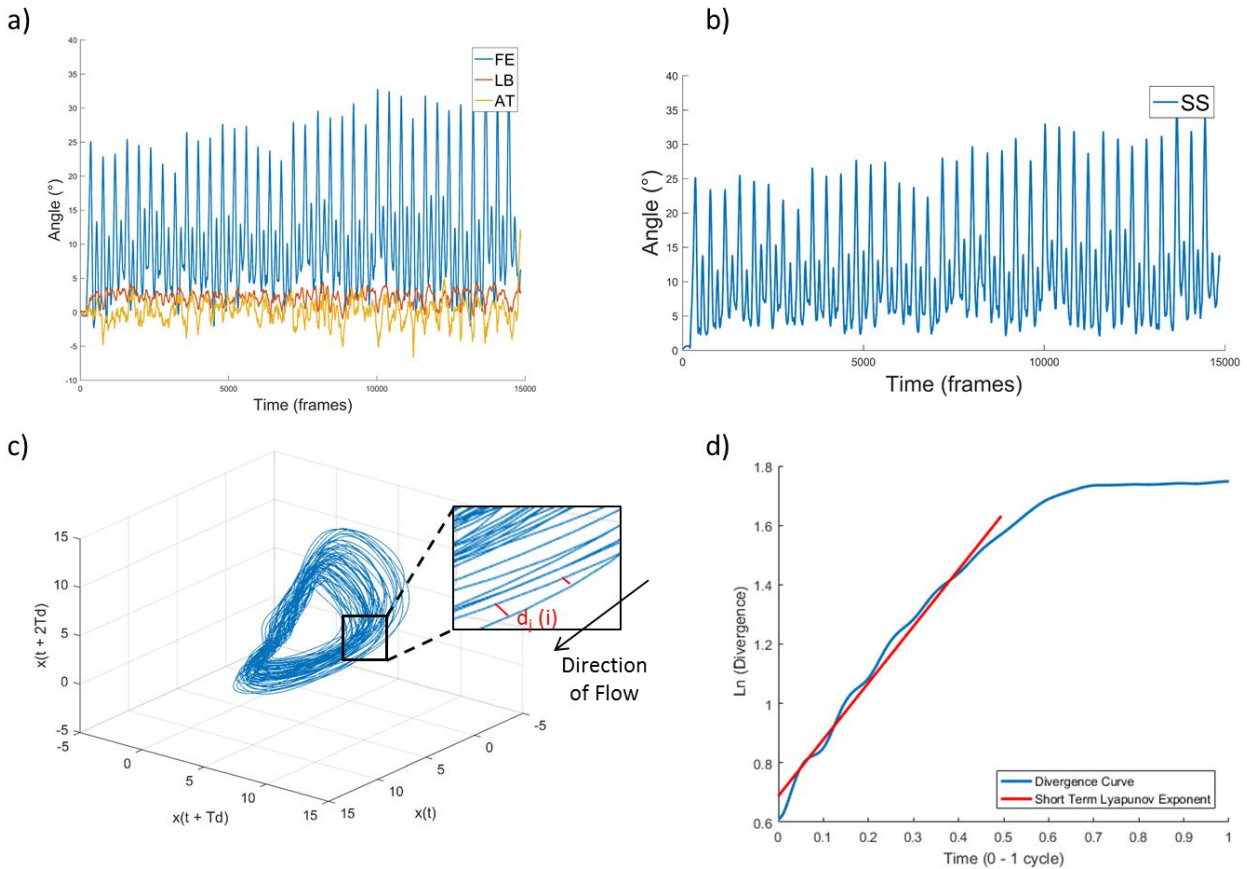 a)
40
35
30
25
20
15
10
5
0
-5
-10
Angle (°)
FE
LB
AT
0
5000
10000
15000
Time (frames)
b)
40
35
30
25
20
15
10
5
0
Angle (°)
SS
0
5000
10000
15000
Time (frames)
c)
15
10
5
0
-5
x(t + 2Td)
-5
0
5
10
15
x(t + Td)
15
10
5
0
-5
x(t)
dj (i)
Direction
of Flow
d)
1.8
1.6
1.4
1.2
1
0.8
0.6
Ln (Divergence)
Divergence Curve
Short Term Lyapunov Exponent
0
0.1
0.2
0.3
0.4
0.5
0.6
0.7
0.8
0.9
1
Time (0 - 1 cycle)